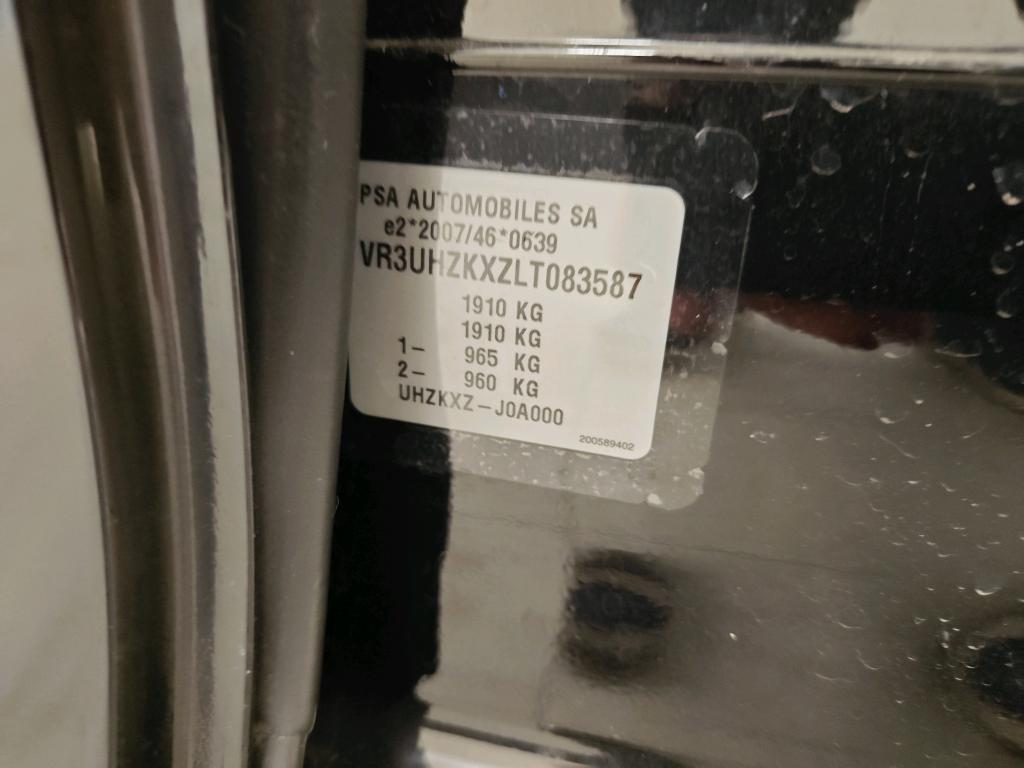 PSA AUTOMOBILES SA
e2*2007/46*0639
VR3UHZKXZLT083587
1910 KG
1910 KG
1- 965 KG
2- 960 KG
UHZKXZ-J0A000
200589402